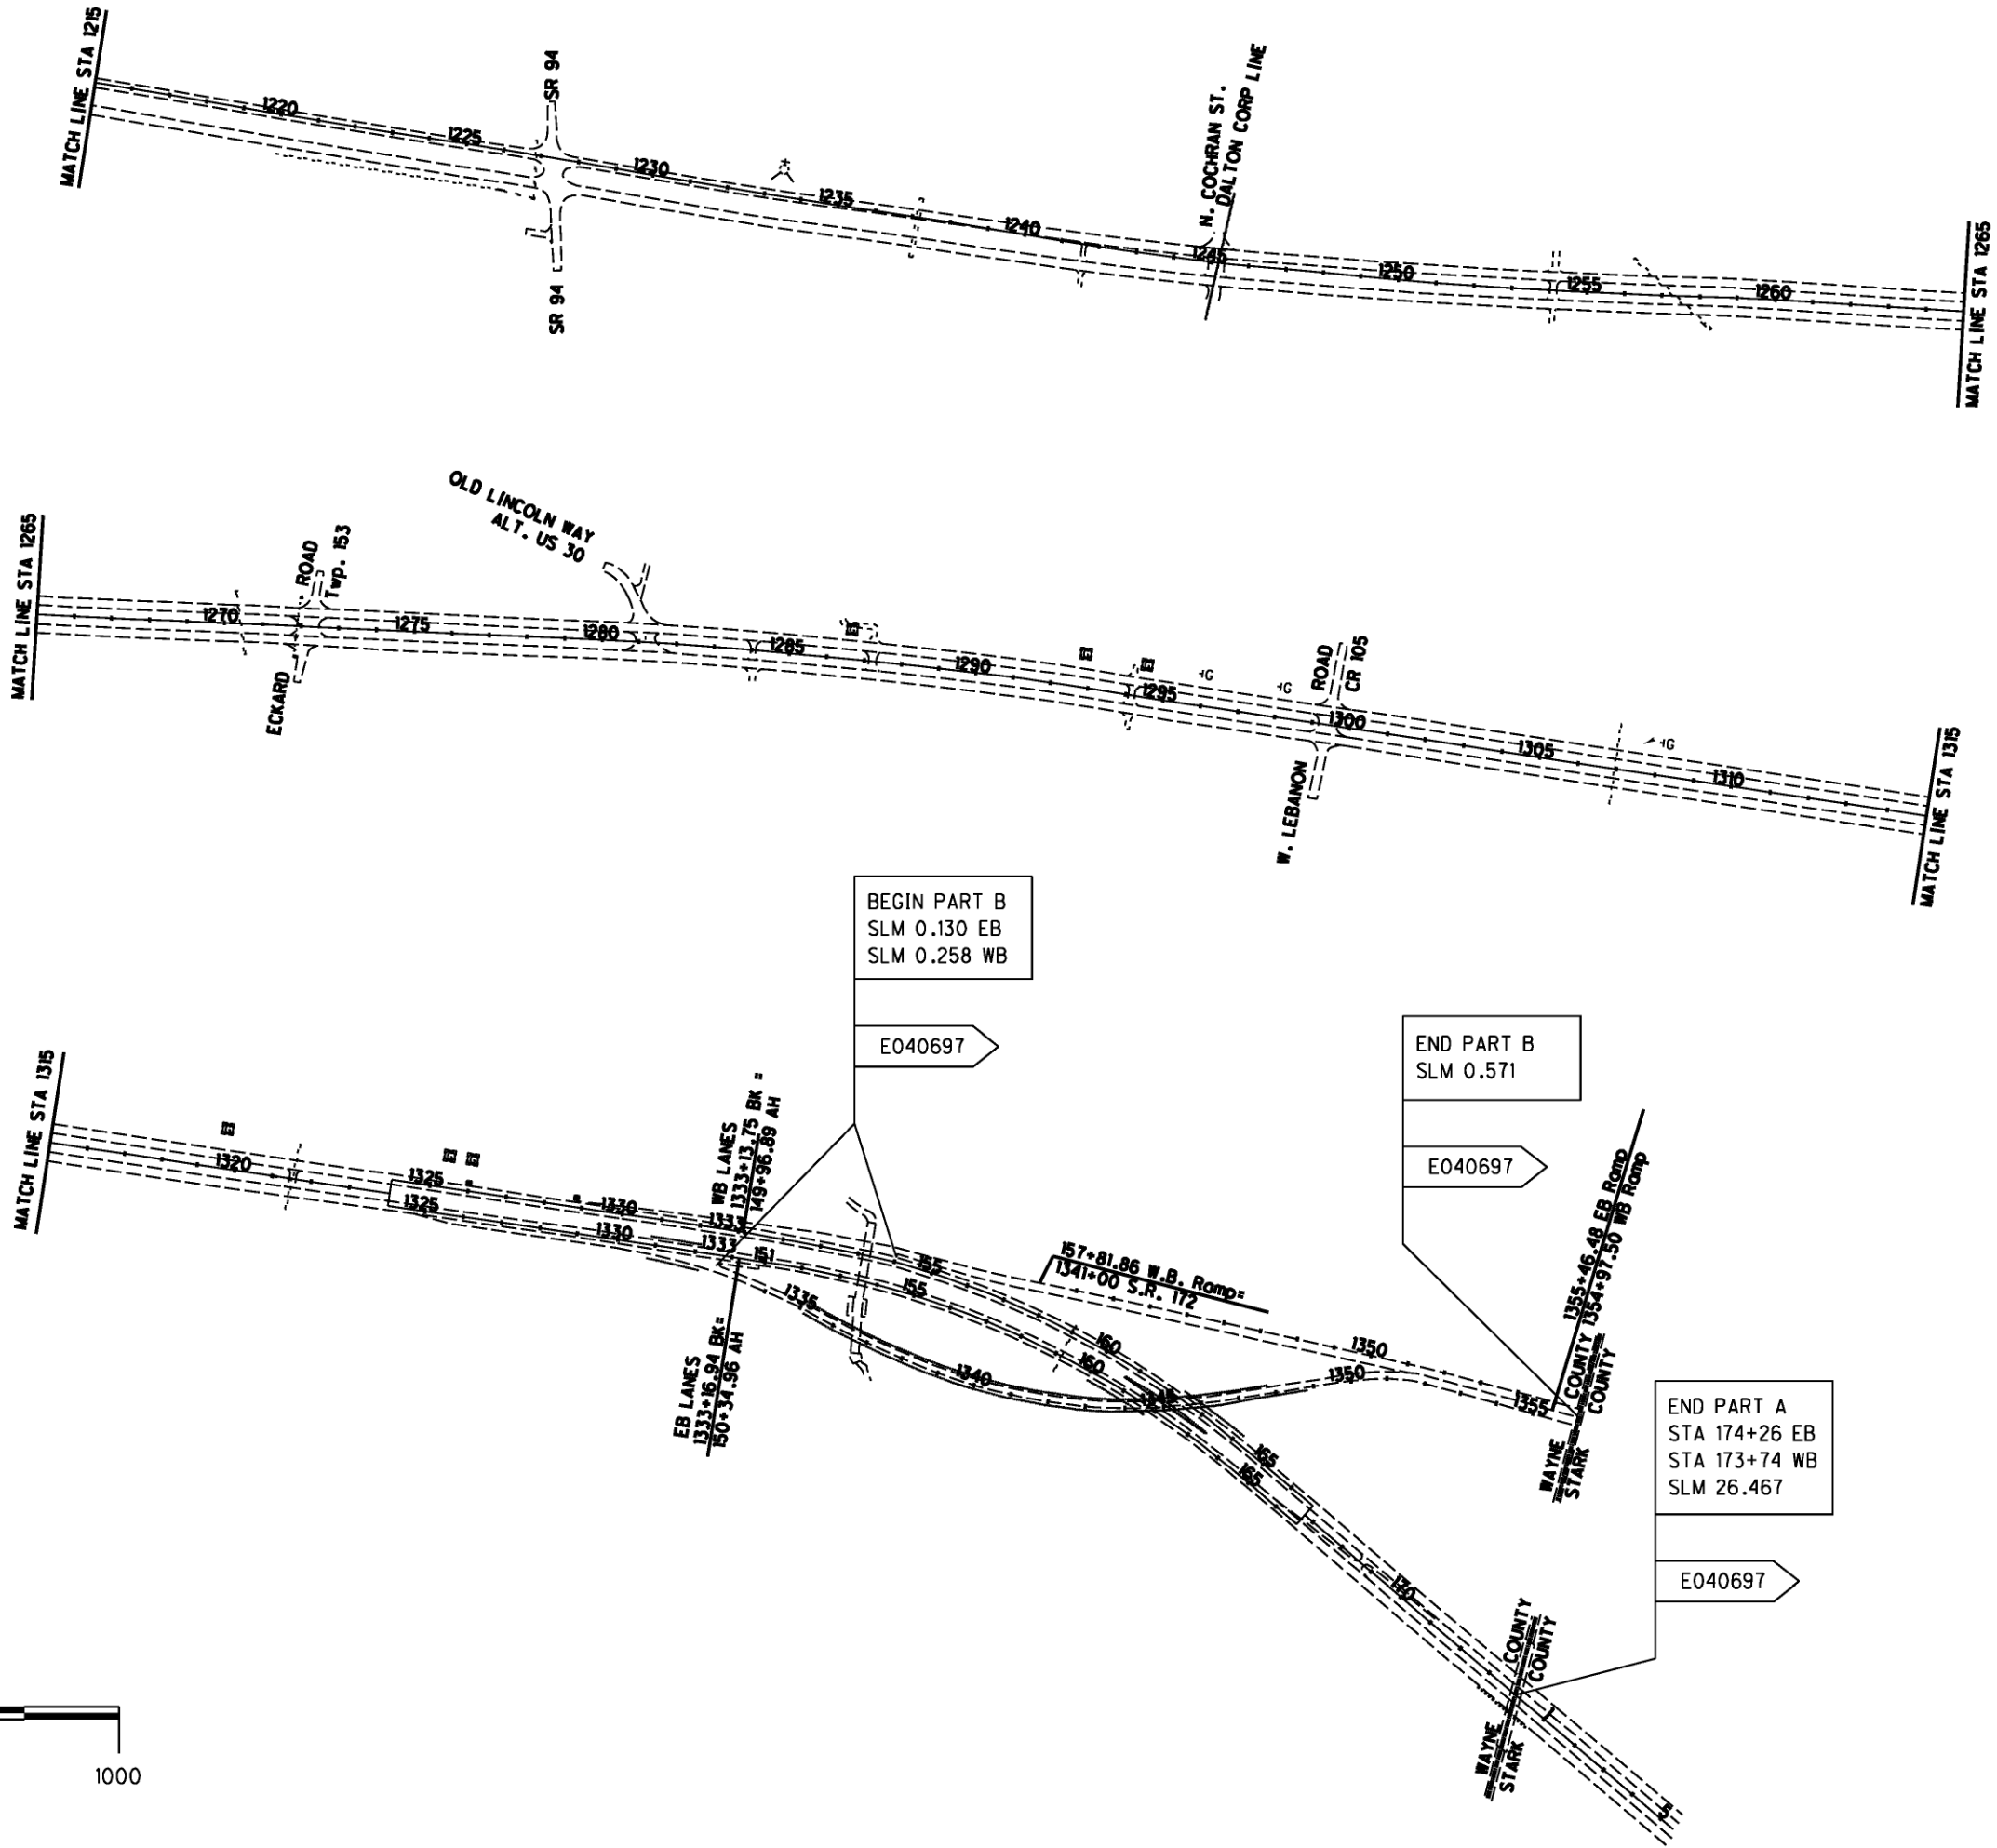 MATCH LINE STA 1215
1220
1225
SR 94
SR 94
1230
1235
1240
N. COCHRAN ST.
DALTON CORP LINE
1245
1250
1255
1260
MATCH LINE STA 1265
MATCH LINE STA 1265
1270
ECKARD ROAD
Twp. 153
1275
OLD LINCOLN WAY
ALT. US 30
1280
1285
1290
1295
W. LEBANON ROAD
CR 105
1300
1305
1310
MATCH LINE STA 1315
BEGIN PART B
SLM 0.130 EB
SLM 0.258 WB
E040697
END PART B
SLM 0.571
E040697
MATCH LINE STA 1315
1320
1325
1325
1330
1330
WB LANES
1333+13.75 BK =
149+96.89 AH
1333
1333
151
EB LANES
1333+16.94 BK=
150+34.96 AH
155
155
157+81.86 W.B. Ramp=
1341+00 S.R. 172
1335
1340
1345
160
160
1350
1350
1355
1355+46.48 EB Ramp
1354+97.50 WB Ramp
WAYNE COUNTY
STARK COUNTY
165
165
170
END PART A
STA 174+26 EB
STA 173+74 WB
SLM 26.467
E040697
WAYNE COUNTY
STARK COUNTY
5
1000